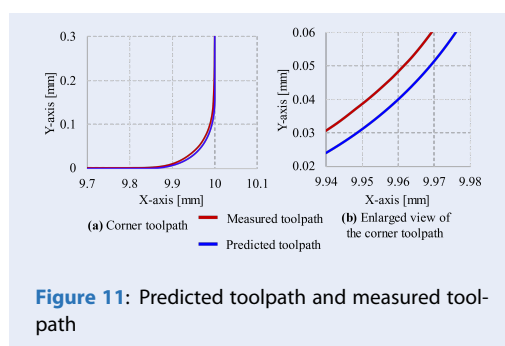 0.3
0.2
0.1
0
Y-axis [mm]
9.7 9.8 9.9 10 10.1
X-axis [mm]
(a) Corner toolpath
0.06
0.05
0.04
0.03
0.02
Y-axis [mm]
9.94 9.95 9.96 9.97 9.98
X-axis [mm]
(b) Enlarged view of
the corner toolpath
Measured toolpath
Predicted toolpath
Figure 11: Predicted toolpath and measured tool-
path